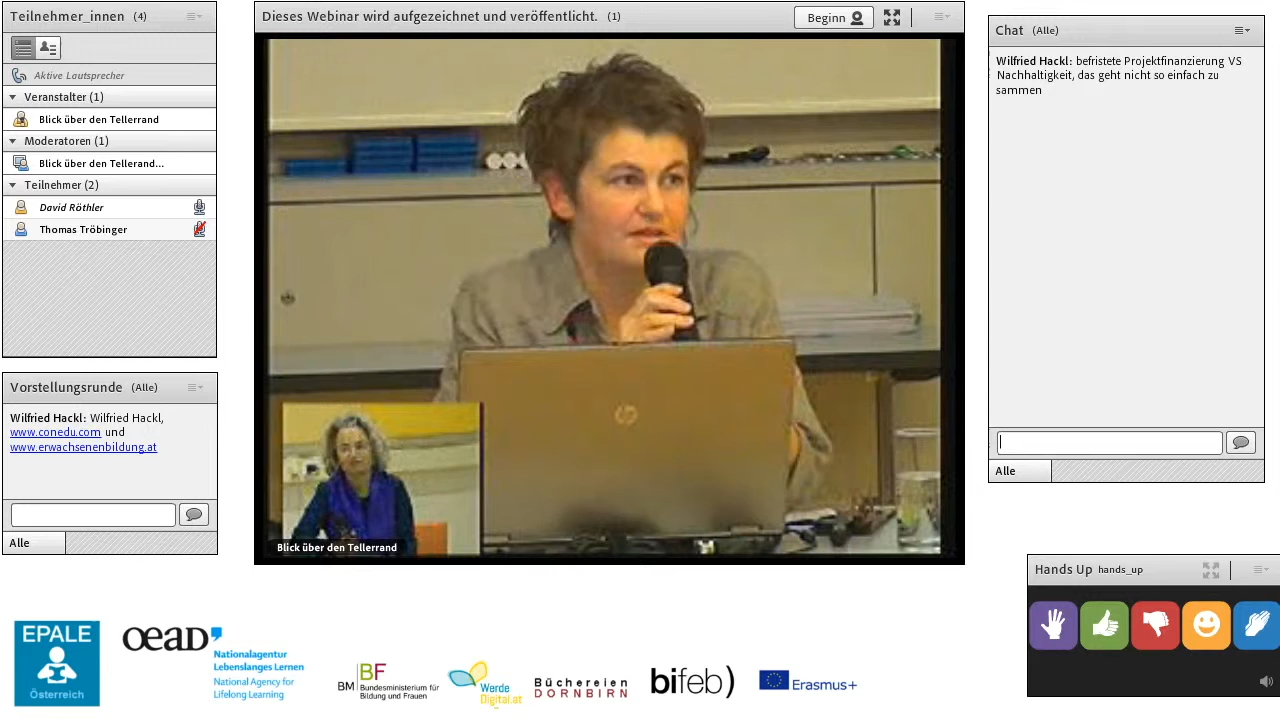 Teilnehmer_innen (4)
Aktive Lautsprecher
Veranstalter (1)
Blick über den Tellerrand
Moderatoren (1)
Blick über den Tellerand...
Teilnehmer (2)
David Röthler
Thomas Tröbinger
Vorstellungsrunde (Alle)
Wilfried Hackl: Wilfried Hackl,
www.conedu.com und
www.erwachsenenbildung.at
Alle
Dieses Webinar wird aufgezeichnet und veröffentlicht. (1)
Beginn
hp
Blick über den Tellerrand
Chat (Alle)
Wilfried Hackl: befristete Projektfinanzierung VS
Nachhaltigkeit, das geht nicht so einfach zu
sammen
Alle
Hands Up hands_up
EPALE
Österreich
OEAD
Nationalagentur
Lebenslanges Lernen
National Agency for
Lifelong Learning
BM BF
Bundesministerium für
Bildung und Frauen
Werde
Digital.at
Büchereien
DORNBIRN
bifeb)
Erasmus+